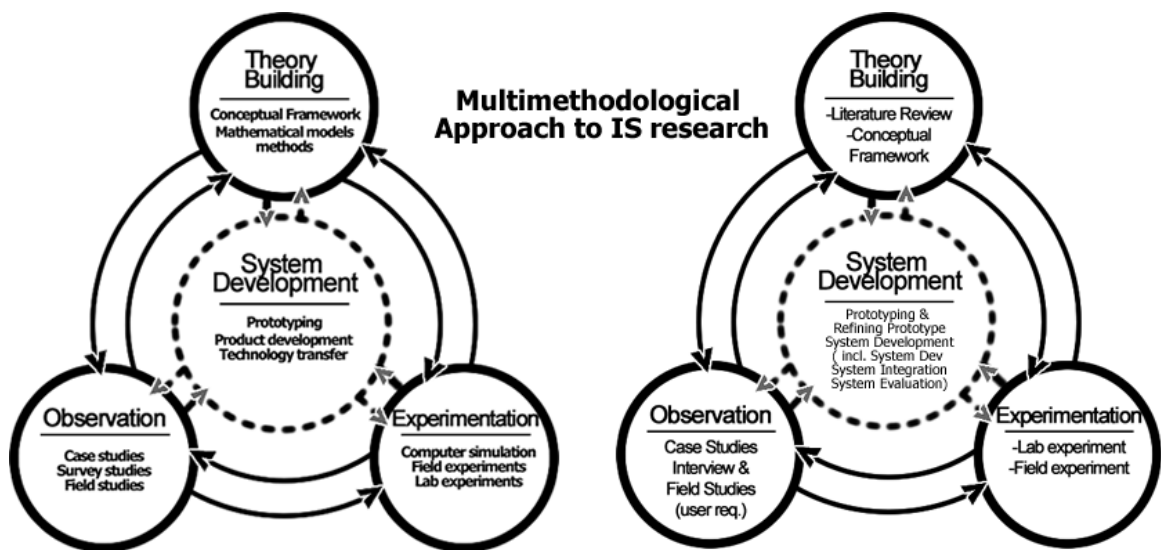 Theory
Building
Conceptual Framework
Mathematical models
methods
System
Development
Prototyping
Product development
Technology transfer
Observation
Case studies
Survey studies
Field studies
Experimentation
Computer simulation
Field experiments
Lab experiments
Multimethodological
Approach to IS research
Theory
Building
-Literature Review
-Conceptual
Framework
System
Development
Prototyping &
Refining Prototype
System Development
( incl. System Dev
System Integration
System Evaluation)
Observation
Case Studies
Interview &
Field Studies
(user req.)
Experimentation
-Lab experiment
-Field experiment